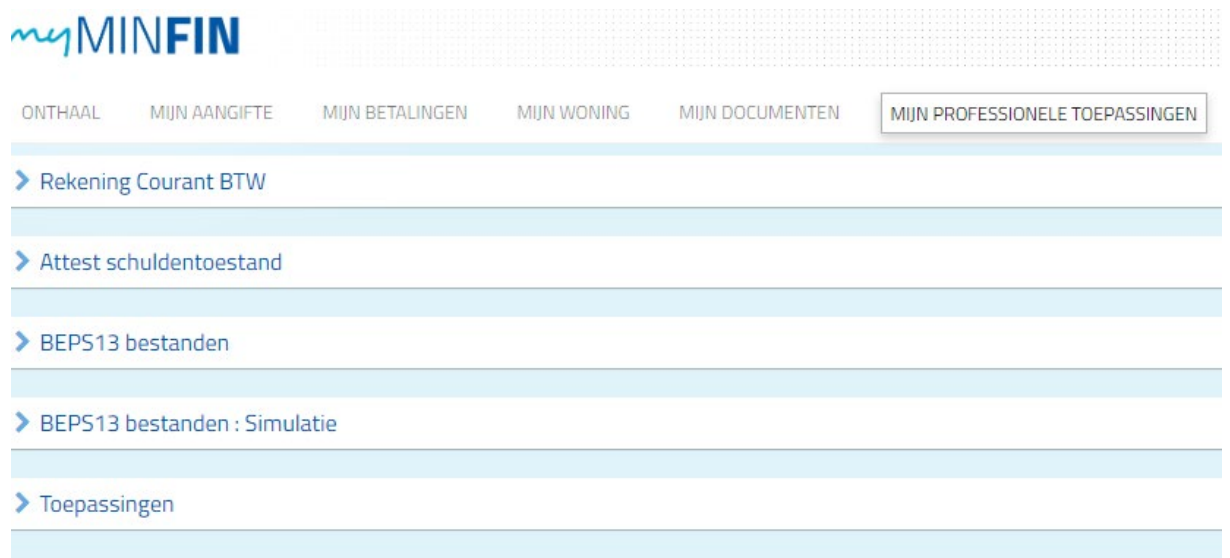 myMINFIN
ONTHAAL MIJN AANGIFTE MIJN BETALINGEN MIJN WONING MIJN DOCUMENTEN MIJN PROFESSIONELE TOEPASSINGEN
Rekening Courant BTW
Attest schuldentoestand
BEPS13 bestanden
BEPS13 bestanden : Simulatie
Toepassingen